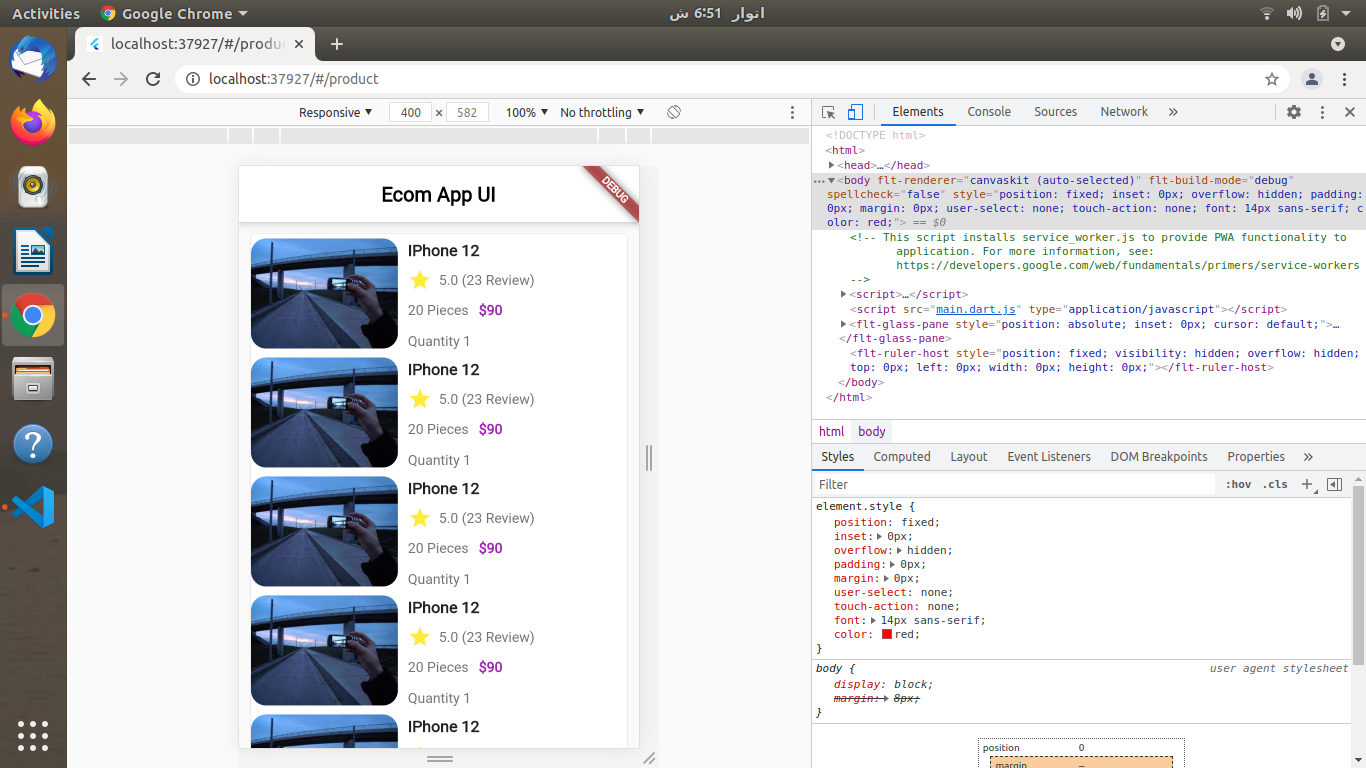 Activities
Google Chrome
اتوار 6:51 ش
localhost:37927/#/produc
localhost:37927/#/product
Responsive
400 × 582
100%
No throttling
Ecom App UI
DEBUG
IPhone 12
5.0 (23 Review)
20 Pieces $90
Quantity 1
IPhone 12
5.0 (23 Review)
20 Pieces $90
Quantity 1
IPhone 12
5.0 (23 Review)
20 Pieces $90
Quantity 1
IPhone 12
5.0 (23 Review)
20 Pieces $90
Quantity 1
IPhone 12
Elements Console Sources Network »
<!DOCTYPE html>
<html>
<head>…</head>
<body flt-renderer="canvaskit (auto-selected)" flt-build-mode="debug"
spellcheck="false" style="position: fixed; inset: 0px; overflow: hidden; padding:
0px; margin: 0px; user-select: none; touch-action: none; font: 14px sans-serif; c
olor: red;"> == $0
<!-- This script installs service_worker.js to provide PWA functionality to
application. For more information, see:
https://developers.google.com/web/fundamentals/primers/service-workers
-->
<script>…</script>
<script src="main.dart.js" type="application/javascript"></script>
<flt-glass-pane style="position: absolute; inset: 0px; cursor: default;">…
</flt-glass-pane>
<flt-ruler-host style="position: fixed; visibility: hidden; overflow: hidden;
top: 0px; left: 0px; width: 0px; height: 0px;"></flt-ruler-host>
</body>
</html>
html body
Styles Computed Layout Event Listeners DOM Breakpoints Properties »
Filter
:hov .cls +
element.style {
position: fixed;
inset: 0px;
overflow: hidden;
padding: 0px;
margin: 0px;
user-select: none;
touch-action: none;
font: 14px sans-serif;
color: red;
}
body {
user agent stylesheet
display: block;
margin: 8px;
}
position 0
margin –